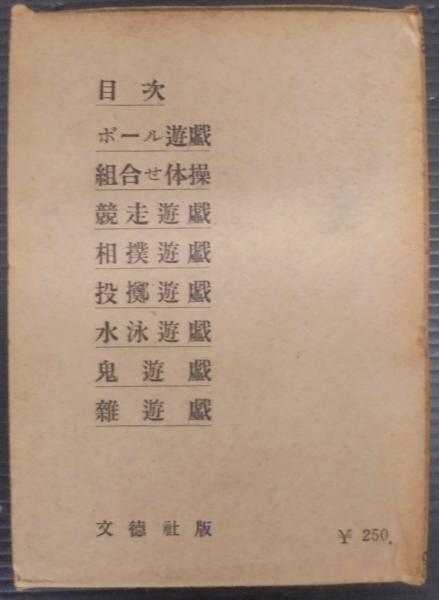 目次
ボール遊戯
組合せ体操
競走遊戯
相撲遊戯
投擲遊戯
水泳遊戯
鬼遊戯
雜遊戯
文徳社版
¥ 250.